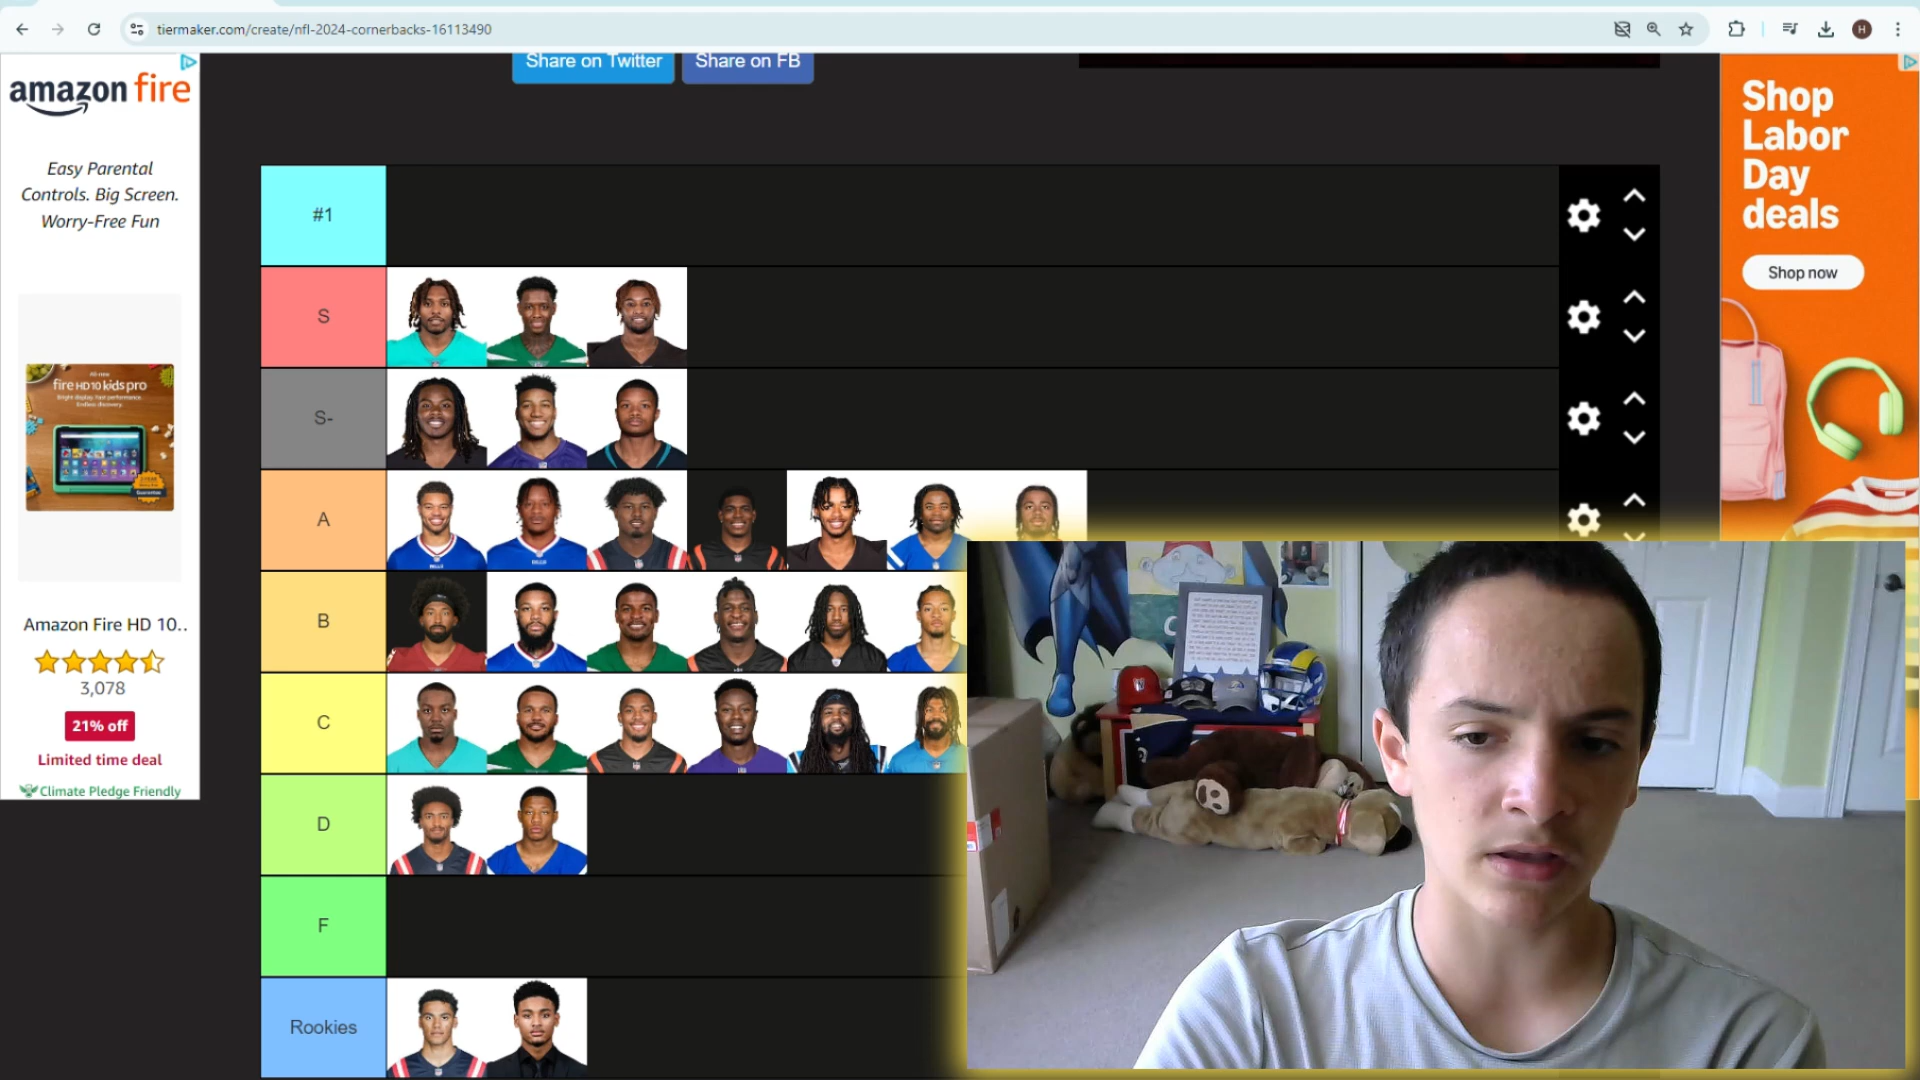 tiermaker.com/create/nfl-2024-cornerbacks-16113490
H
Share on Twitter
Share on FB
amazon fire
Easy Parental
Controls. Big Screen.
Worry-Free Fun
All-new
fire HD 10 kids pro
Amazon Fire HD 10..
3,078
21% off
Limited time deal
Climate Pledge Friendly
#1
S
S-
A
B
C
D
F
Rookies
Shop
Labor
Day
deals
Shop now